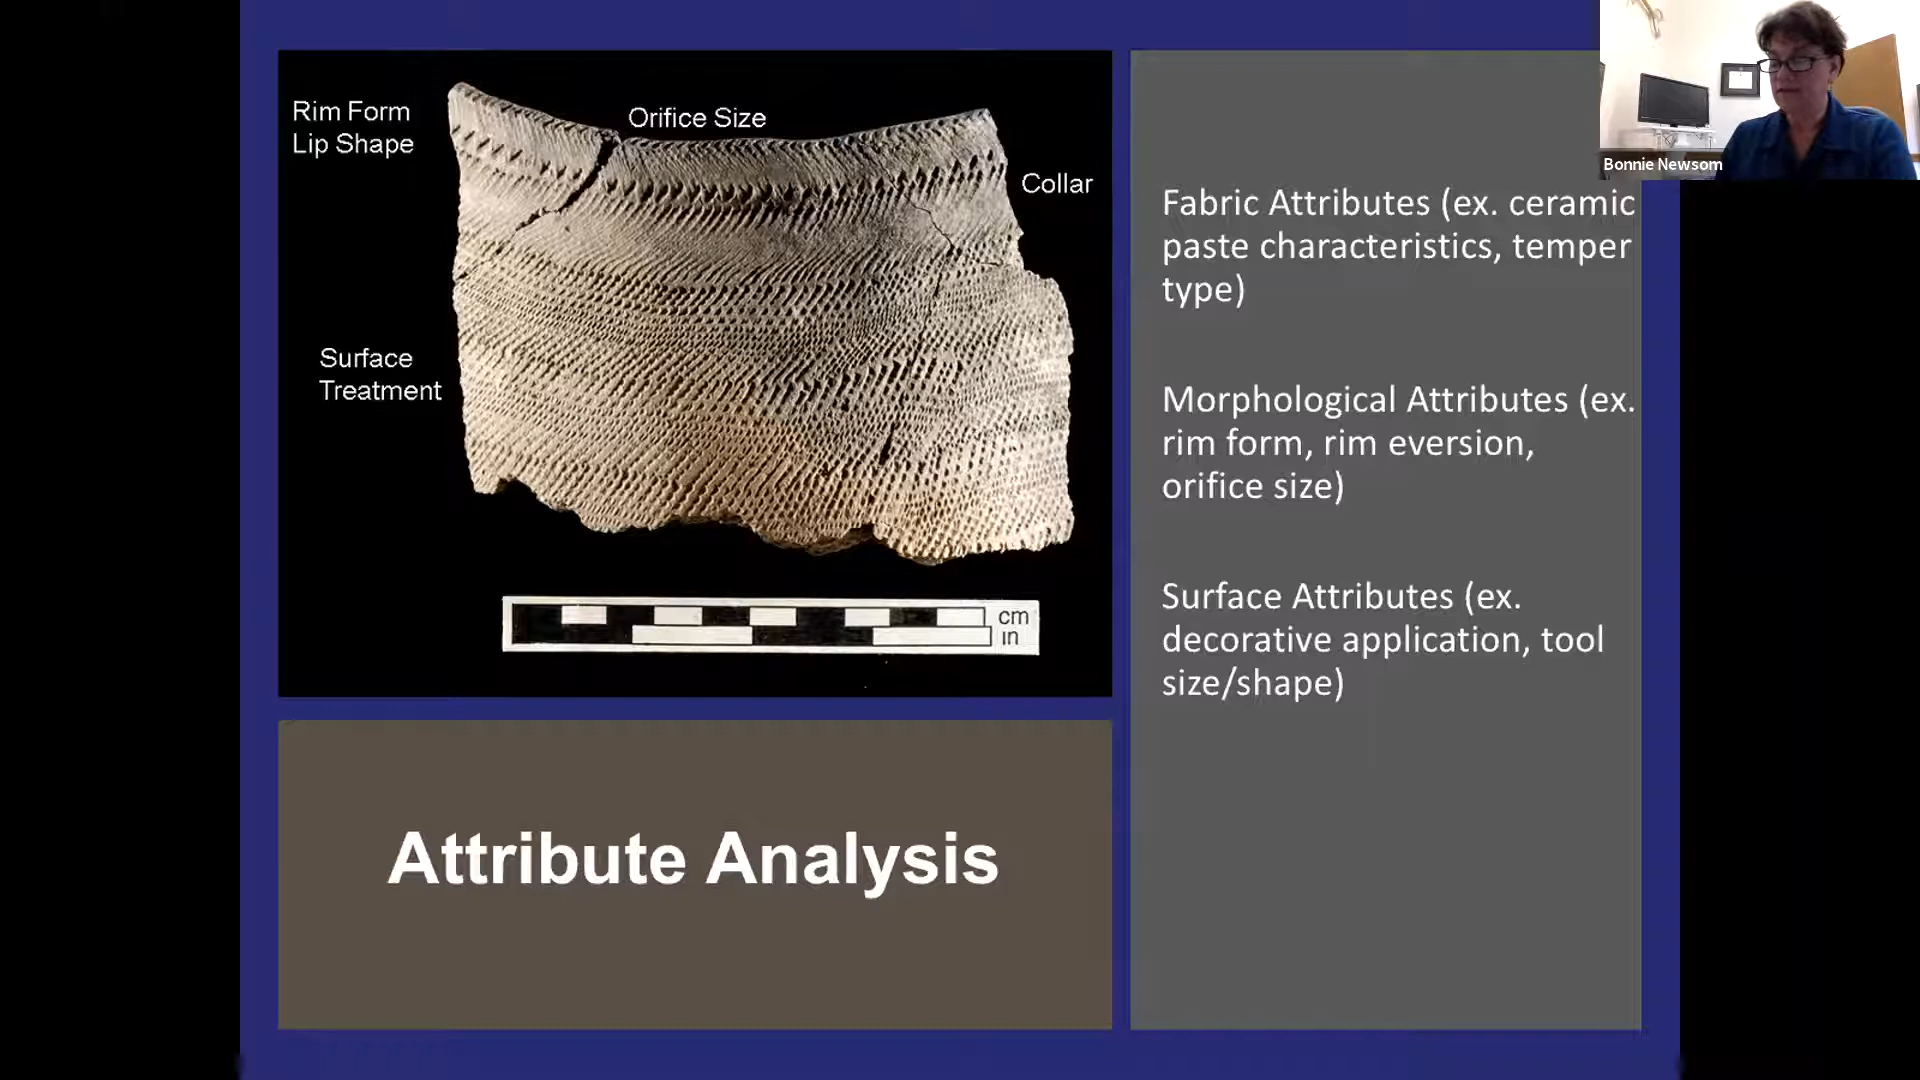 Rim Form
Lip Shape
Orifice Size
Collar
Surface
Treatment
cm
in
Attribute Analysis
Fabric Attributes (ex. ceramic
paste characteristics, temper
type)
Morphological Attributes (ex.
rim form, rim eversion,
orifice size)
Surface Attributes (ex.
decorative application, tool
size/shape)
Bonnie Newsom